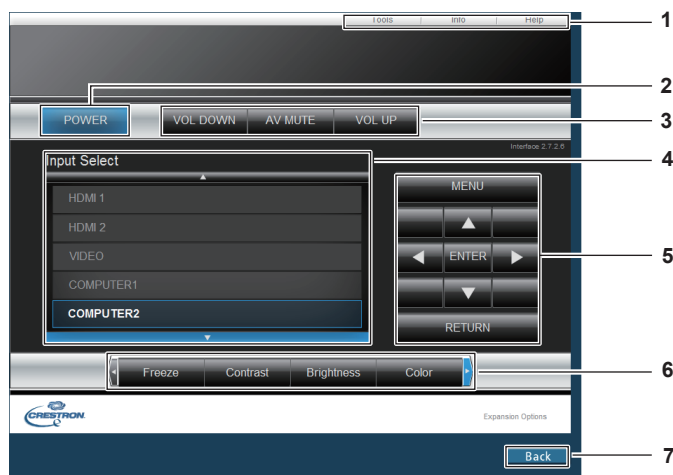 Tools Info Help 1
2
POWER VOL DOWN AV MUTE VOL UP 3
Interface 2.7.2.6
Input Select 4
MENU
HDMI 1
HDMI 2
VIDEO ENTER 5
COMPUTER1
COMPUTER2
RETURN
Freeze Contrast Brightness Color 6
CRESTRON Expansion Options
Back 7